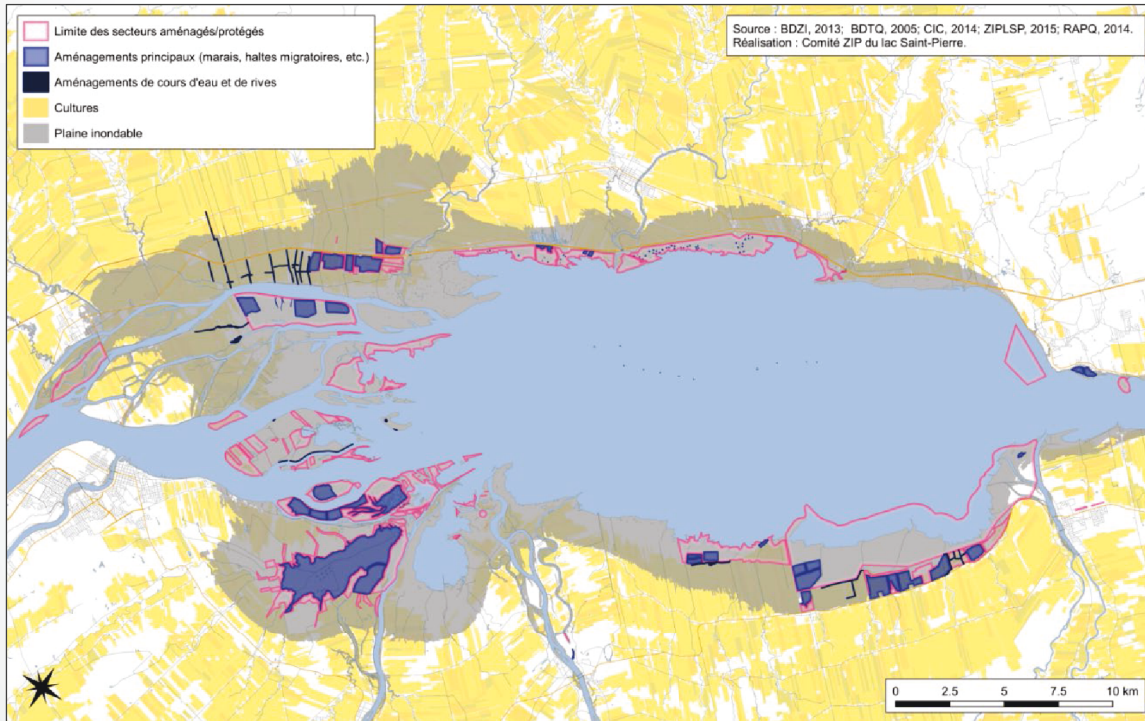 Limite des secteurs aménagés/protégés
Aménagements principaux (marais, haltes migratoires, etc.)
Aménagements de cours d'eau et de rives
Cultures
Plaine inondable
Source : BDZI, 2013; BDTQ, 2005; CIC, 2014; ZIPLSP, 2015; RAPQ, 2014.
Réalisation : Comité ZIP du lac Saint-Pierre.
0 2.5 5 7.5 10 km